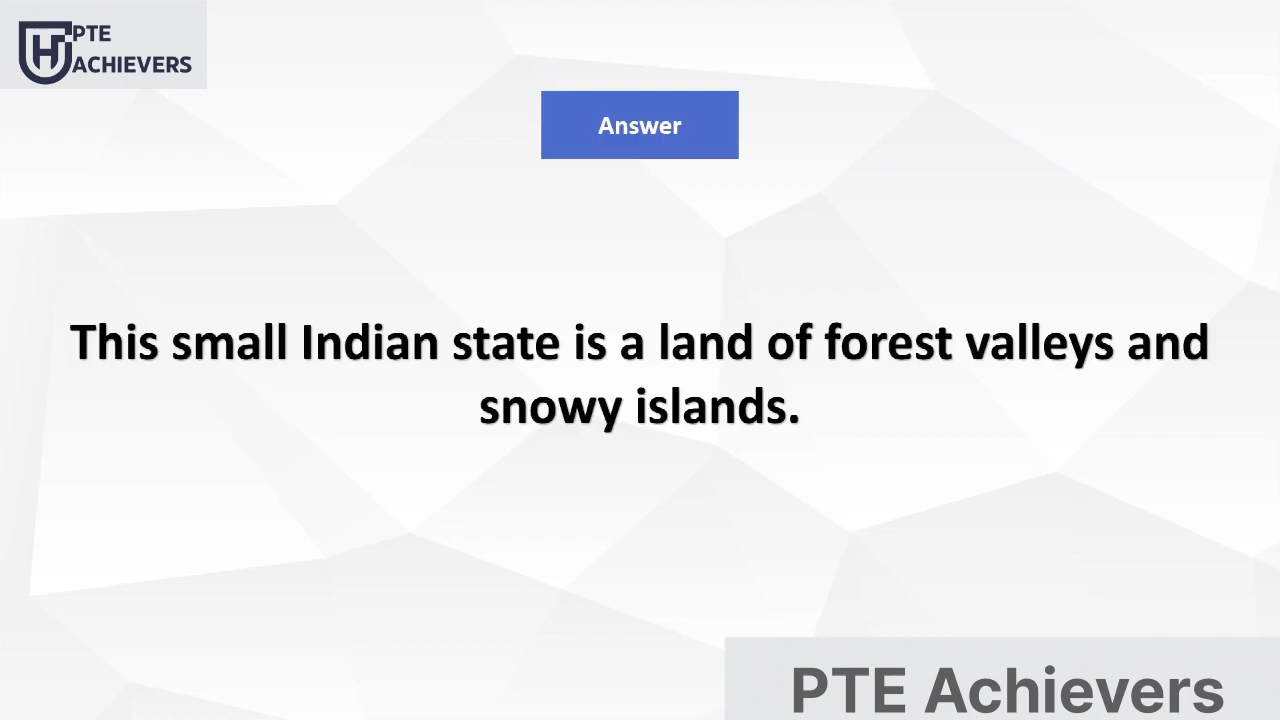 PTE
ACHIEVERS
Answer
This small Indian state is a land of forest valleys and
snowy islands.
PTE Achievers